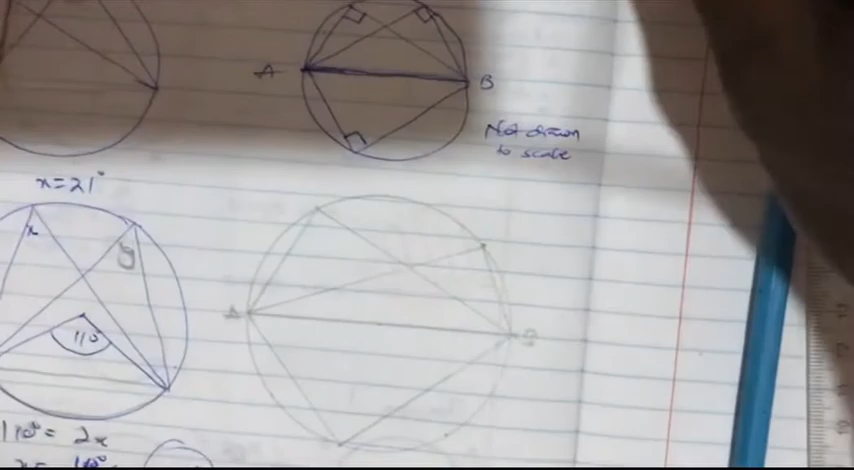 A
B
Not drawn
to scale
x=21°
x
y
110
A
B
110° = 2x